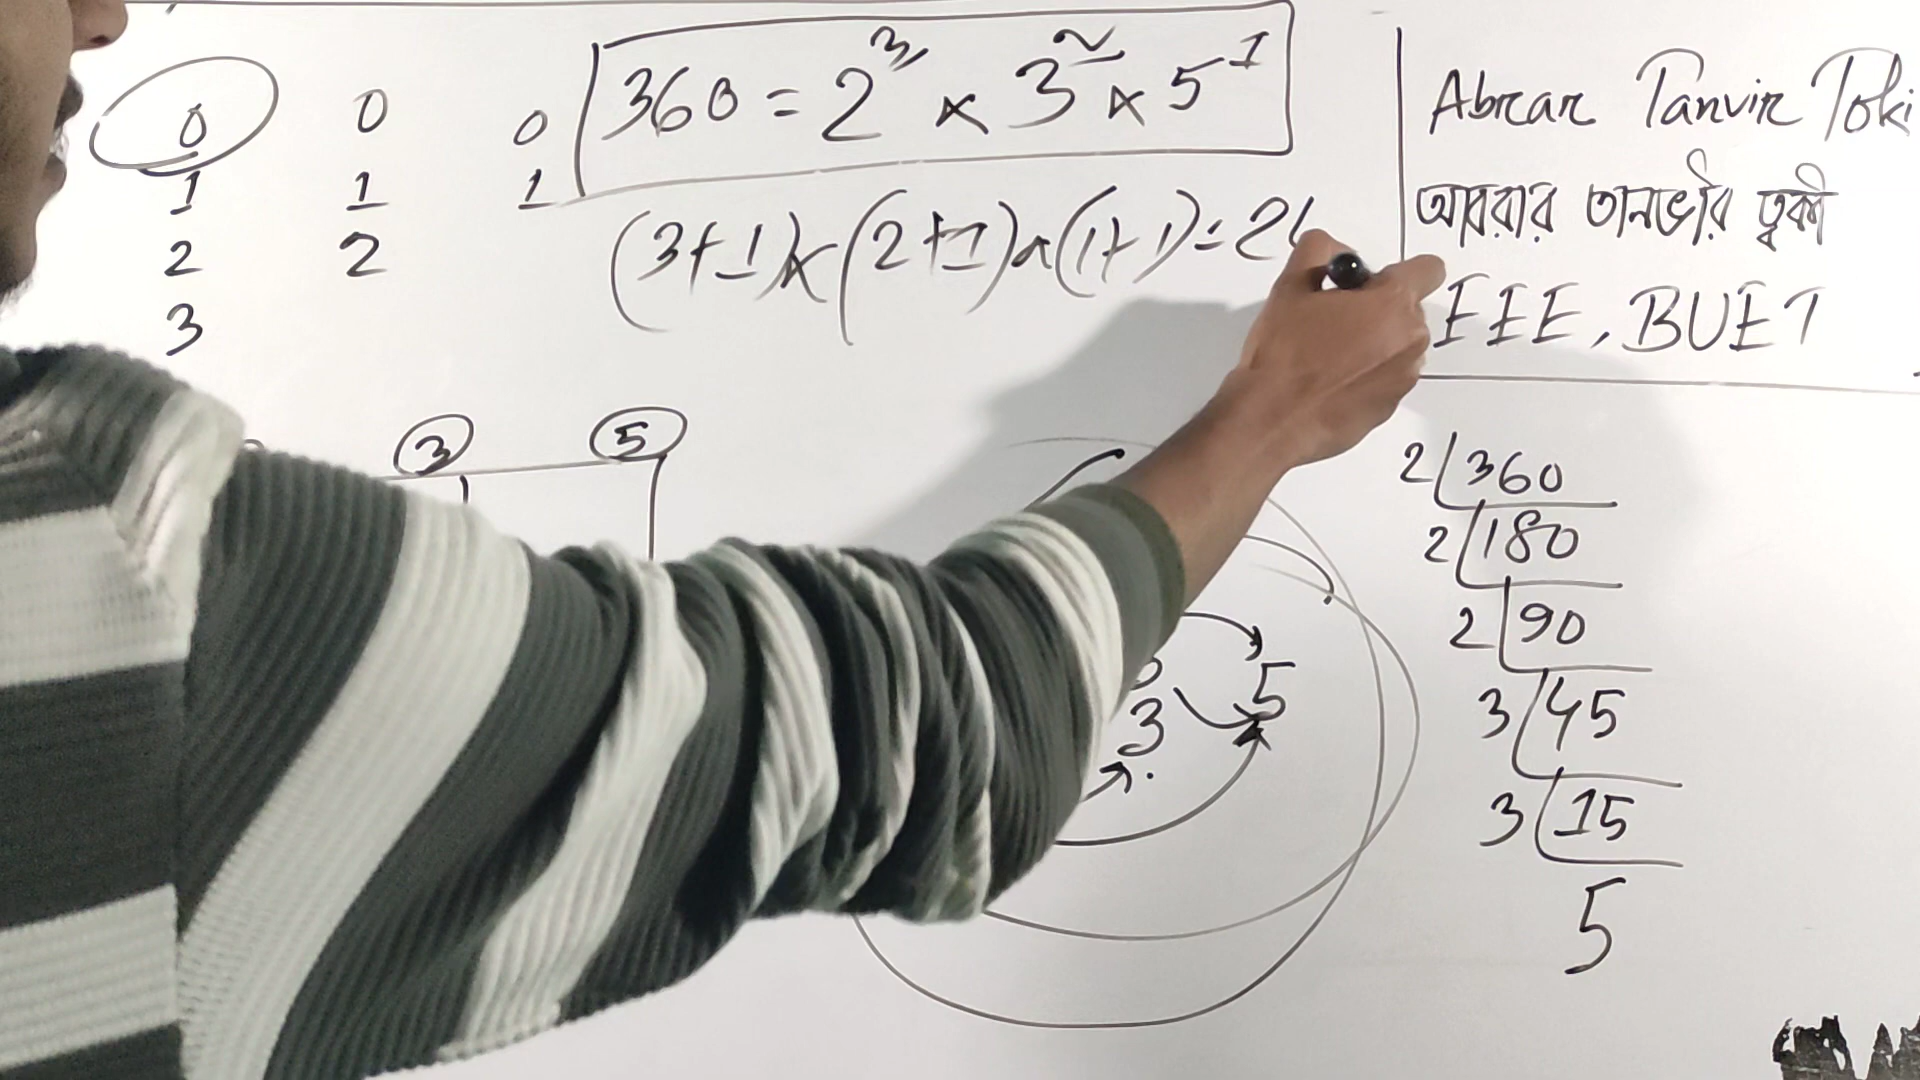 360 = 2³ × 3² × 5¹
0 0 0
1 1 1
2 2
3
(3+1)×(2+1)×(1+1)=24
Abrar Tanvir Toki
আবরার তানভীর ত্বকী
EEE, BUET
3 5
2 360
2 180
2 90
3 45
3 15
5
5
3